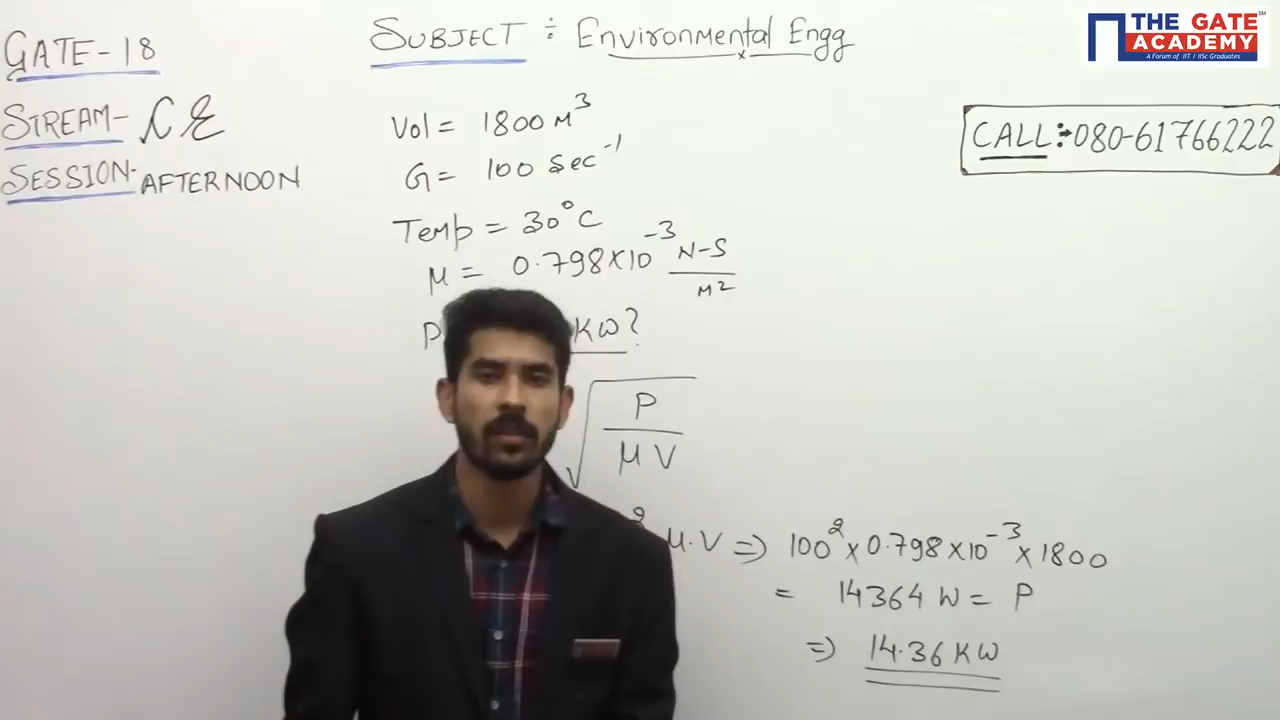 GATE-18
SUBJECT ÷ Environmental Engg
THE GATE ACADEMY
A Forum of IIT / IISc Graduates
STREAM- CE
SESSION- AFTERNOON
CALL:→080-61766222
Vol = 1800 M³
G = 100 Sec⁻¹
Temp = 30°C
μ = 0.798×10⁻³ N-S/M²
P KW?
√ P/μV
² μ.V ⇒ 100² × 0.798×10⁻³ × 1800
= 14364 W = P
⇒ 14.36 KW